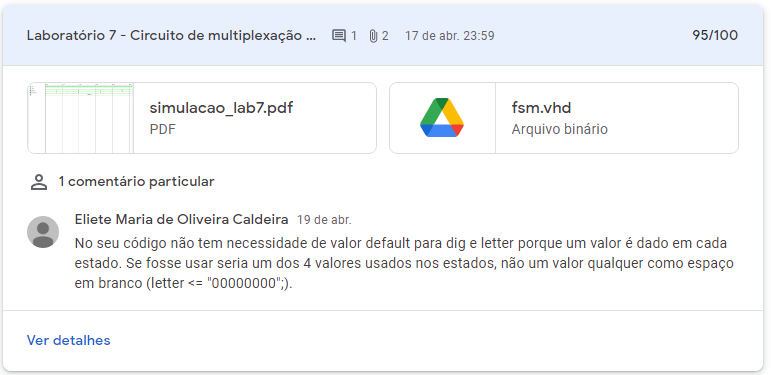 Laboratório 7 - Circuito de multiplexação ... 1 2 17 de abr. 23:59 95/100
simulacao_lab7.pdf
PDF
fsm.vhd
Arquivo binário
1 comentário particular
Eliete Maria de Oliveira Caldeira 19 de abr.
No seu código não tem necessidade de valor default para dig e letter porque um valor é dado em cada
estado. Se fosse usar seria um dos 4 valores usados nos estados, não um valor qualquer como espaço
em branco (letter <= "00000000";).
Ver detalhes